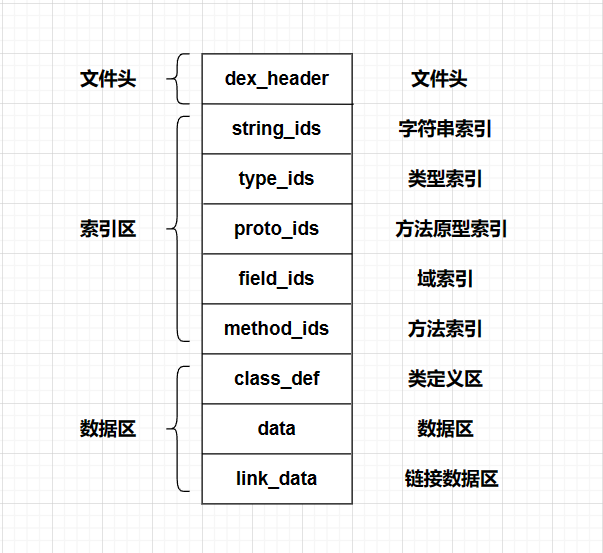 文件头 dex_header 文件头
string_ids 字符串索引
type_ids 类型索引
索引区 proto_ids 方法原型索引
field_ids 域索引
method_ids 方法索引
class_def 类定义区
数据区 data 数据区
link_data 链接数据区